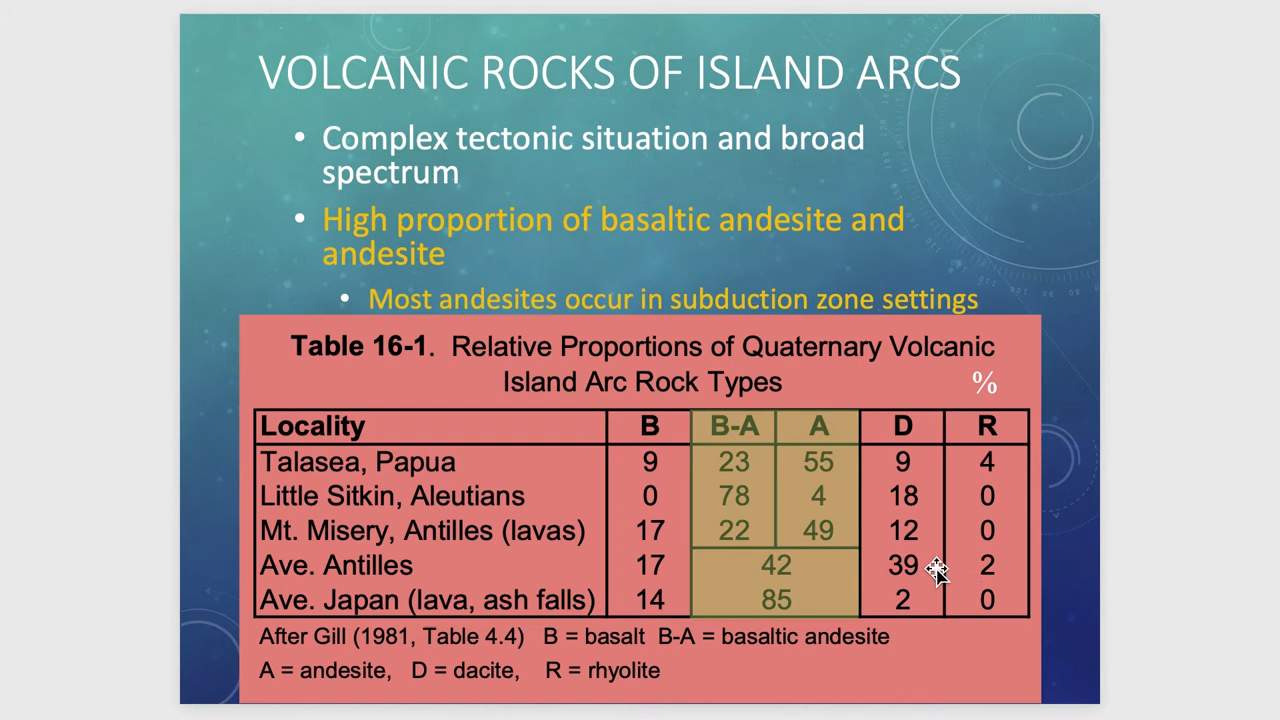 VOLCANIC ROCKS OF ISLAND ARCS
• Complex tectonic situation and broad
spectrum
• High proportion of basaltic andesite and
andesite
• Most andesites occur in subduction zone settings
Table 16-1. Relative Proportions of Quaternary Volcanic
Island Arc Rock Types %
Locality B B-A A D R
Talasea, Papua 9 23 55 9 4
Little Sitkin, Aleutians 0 78 4 18 0
Mt. Misery, Antilles (lavas) 17 22 49 12 0
Ave. Antilles 17 42 39 2
Ave. Japan (lava, ash falls) 14 85 2 0
After Gill (1981, Table 4.4) B = basalt B-A = basaltic andesite
A = andesite, D = dacite, R = rhyolite